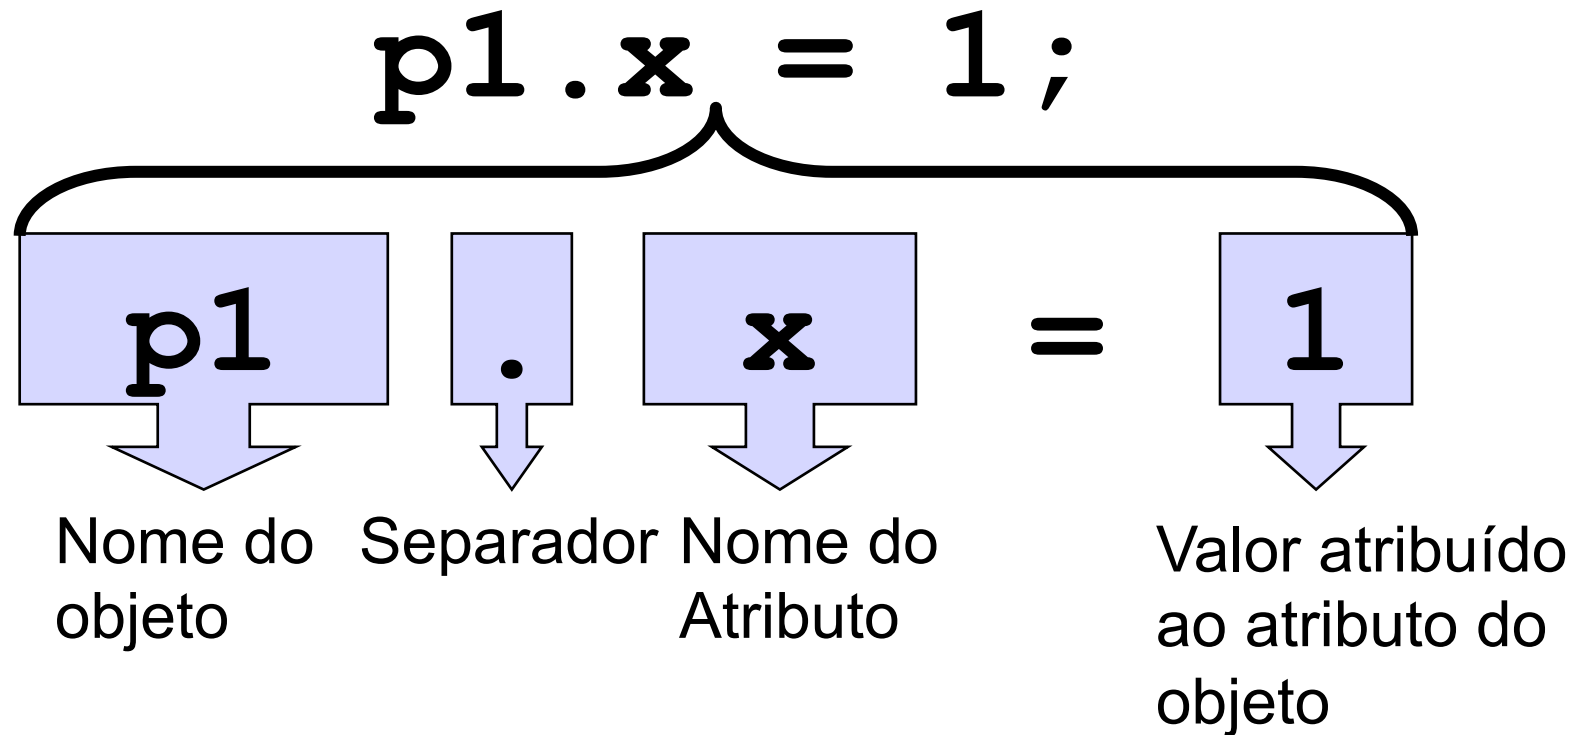 p1.x = 1;
p1 . x = 1
Nome do objeto
Separador
Nome do Atributo
Valor atribuído ao atributo do objeto